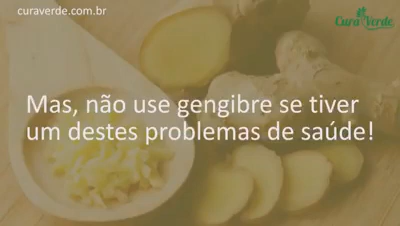 curaverde.com.br
Cura Verde
Mas, não use gengibre se tiver
um destes problemas de saúde!